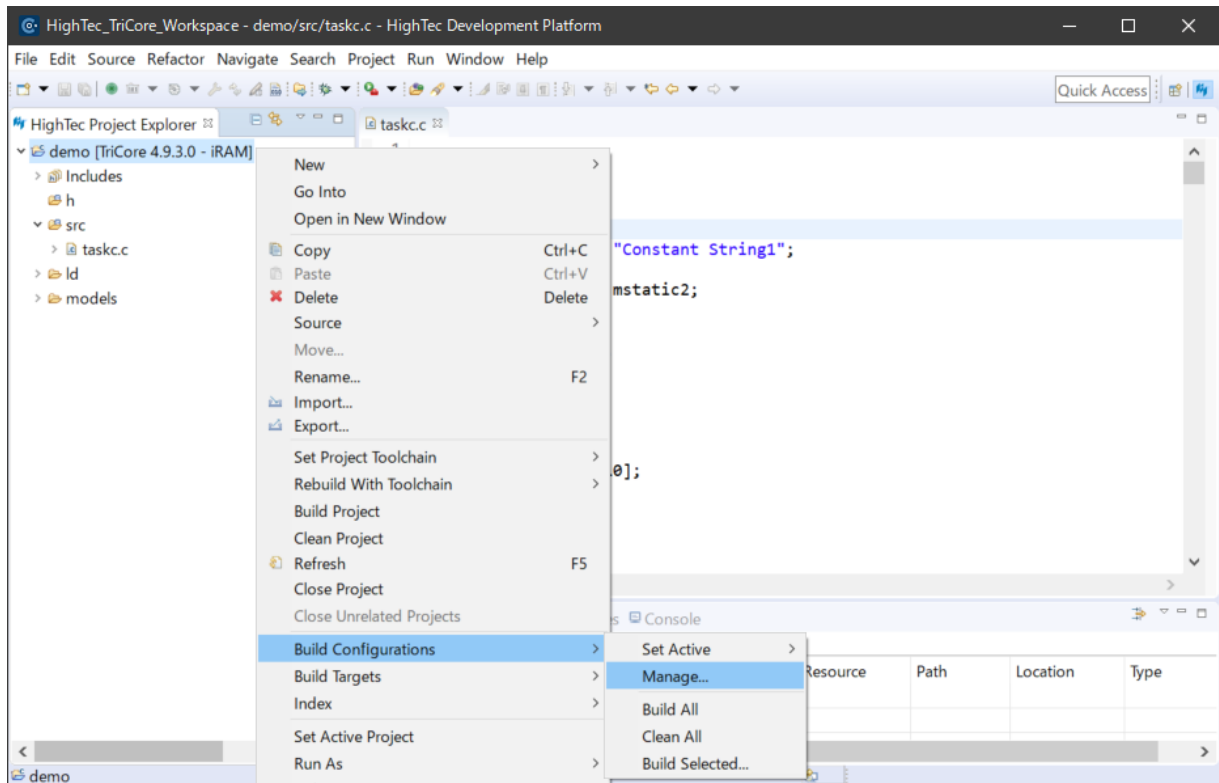 HighTec_TriCore_Workspace - demo/src/taskc.c - HighTec Development Platform
File Edit Source Refactor Navigate Search Project Run Window Help
Quick Access
HighTec Project Explorer
taskc.c
demo [TriCore 4.9.3.0 - iRAM]
Includes
h
src
taskc.c
ld
models
New
Go Into
Open in New Window
Copy Ctrl+C
Paste Ctrl+V
Delete Delete
Source
Move...
Rename... F2
Import...
Export...
Set Project Toolchain
Rebuild With Toolchain
Build Project
Clean Project
Refresh F5
Close Project
Close Unrelated Projects
Build Configurations
Build Targets
Index
Set Active Project
Run As
"Constant String1";
mstatic2;
0];
Console
Set Active
Manage...
Build All
Clean All
Build Selected...
Resource Path Location Type
demo